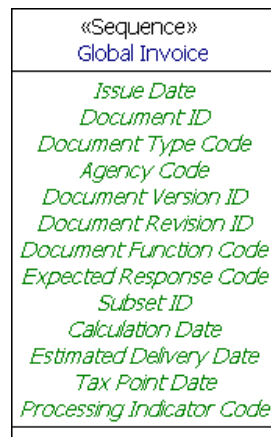 «Sequence»
Global Invoice
Issue Date
Document ID
Document Type Code
Agency Code
Document Version ID
Document Revision ID
Document Function Code
Expected Response Code
Subset ID
Calculation Date
Estimated Delivery Date
Tax Point Date
Processing Indicator Code